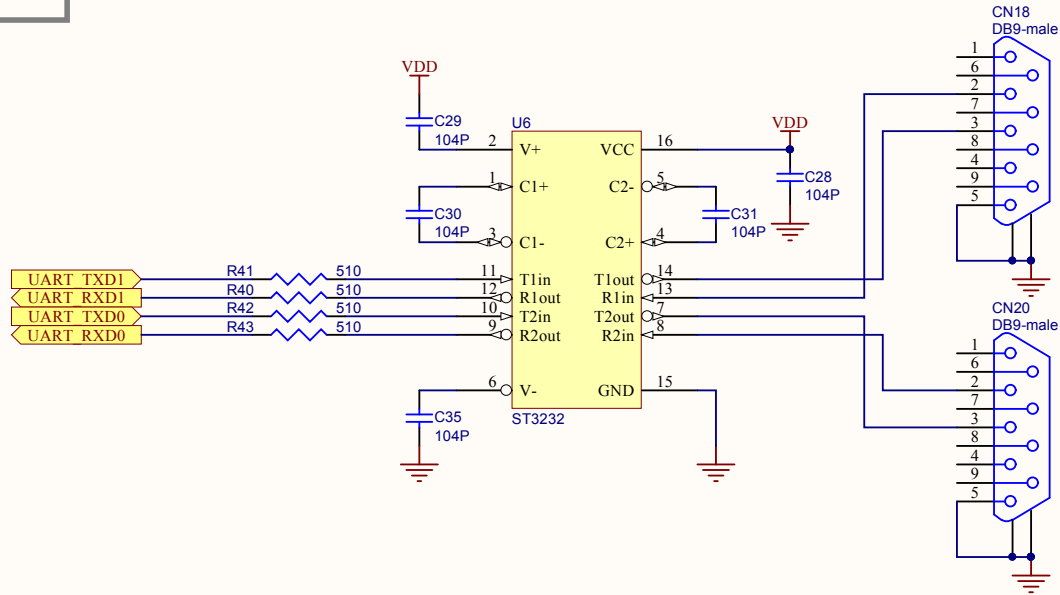 CN18
DB9-male
1
6
2
7
3
8
4
9
5
VDD
C29
104P
U6
VDD
2 V+ VCC 16
C28
104P
1 C1+ C2- 5
C30
104P
C31
104P
3 C1- C2+ 4
UART_TXD1 R41 510 11 T1in T1out 14
UART_RXD1 R40 510 12 R1out R1in 13
UART_TXD0 R42 510 10 T2in T2out 7
UART_RXD0 R43 510 9 R2out R2in 8
6 V- GND 15
C35
104P
ST3232
CN20
DB9-male
1
6
2
7
3
8
4
9
5